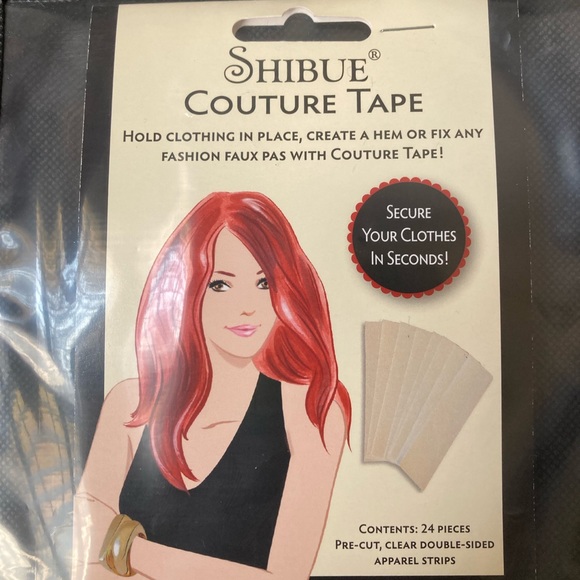 SHIBUE®
COUTURE TAPE
HOLD CLOTHING IN PLACE, CREATE A HEM OR FIX ANY
FASHION FAUX PAS WITH COUTURE TAPE!
SECURE
YOUR CLOTHES
IN SECONDS!
CONTENTS: 24 PIECES
PRE-CUT, CLEAR DOUBLE-SIDED
APPAREL STRIPS